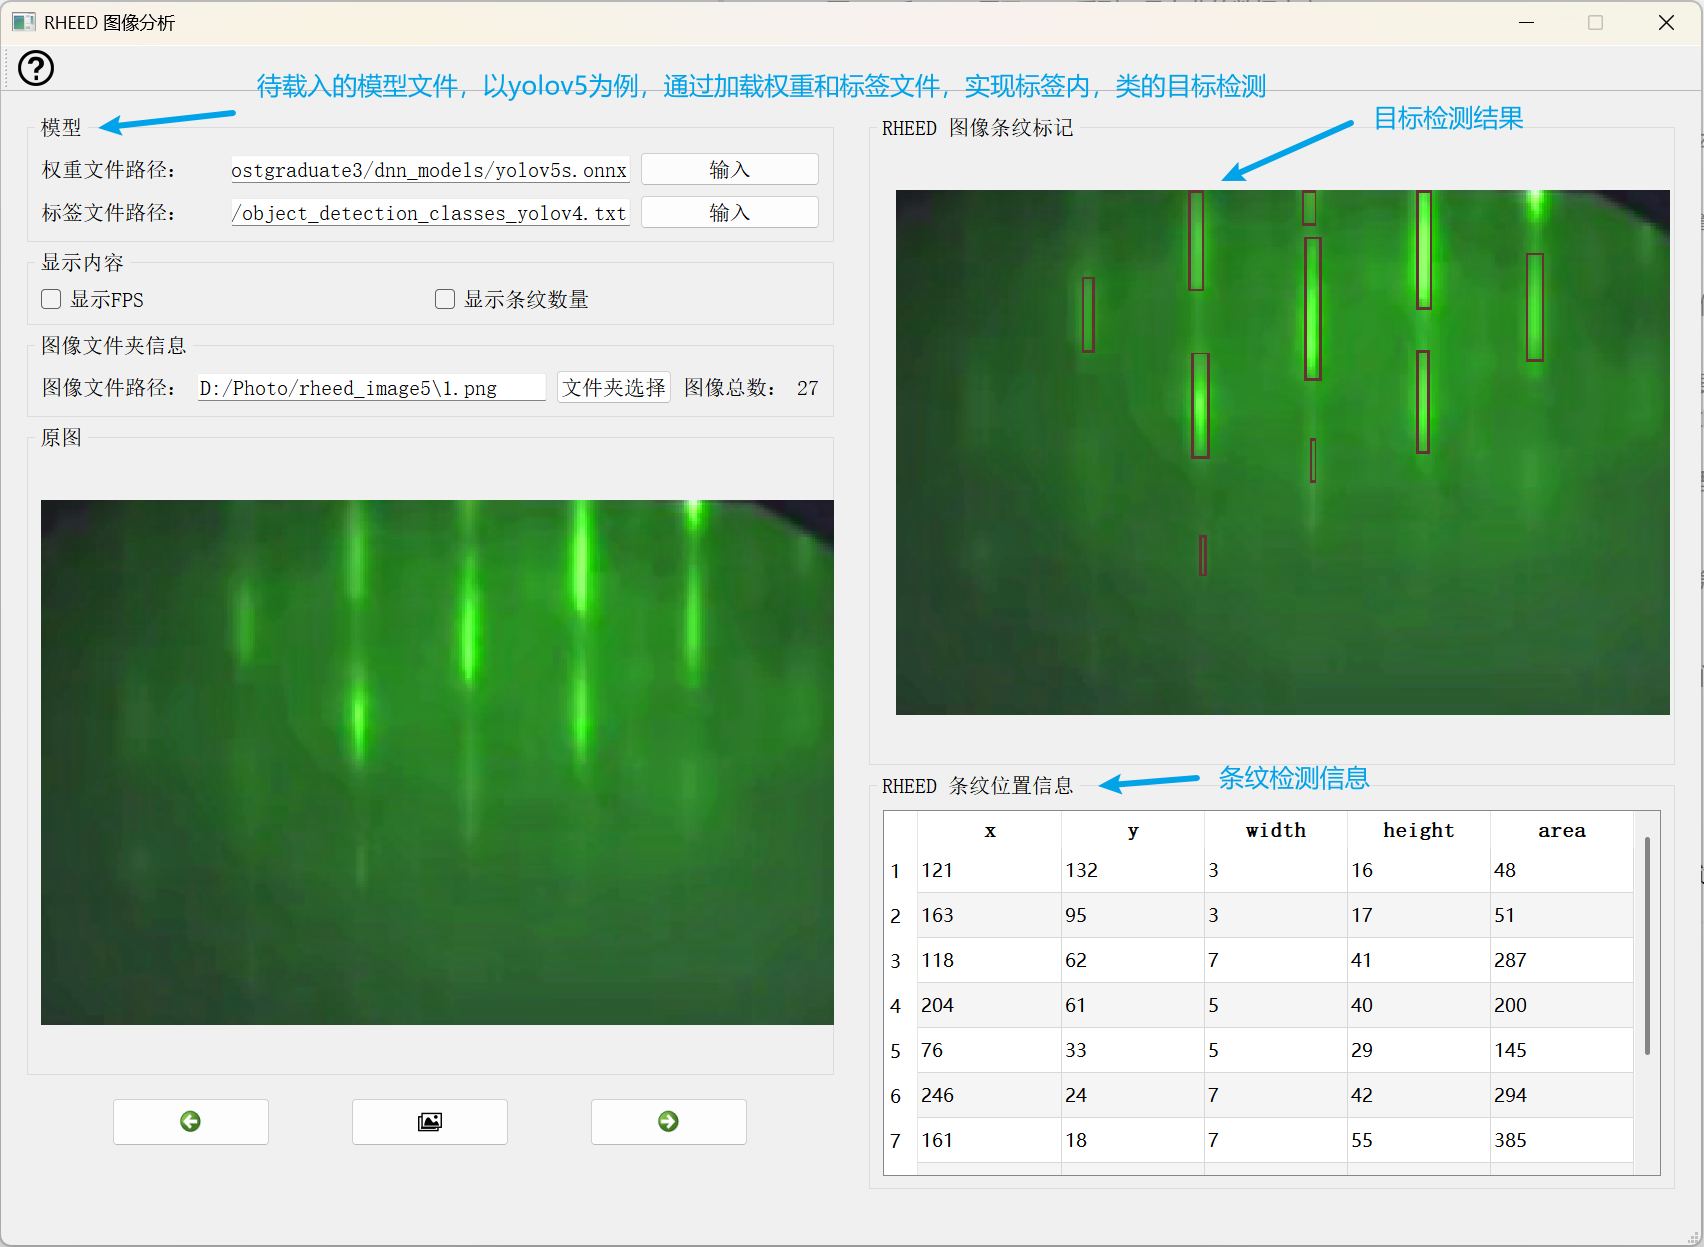 RHEED 图像分析
待载入的模型文件，以yolov5为例，通过加载权重和标签文件，实现标签内，类的目标检测
模型
权重文件路径：
ostgraduate3/dnn_models/yolov5s.onnx
输入
标签文件路径：
/object_detection_classes_yolov4.txt
输入
显示内容
显示FPS
显示条纹数量
图像文件夹信息
图像文件路径：
D:/Photo/rheed_image5\1.png
文件夹选择
图像总数： 27
原图
RHEED 图像条纹标记
目标检测结果
RHEED 条纹位置信息
条纹检测信息
x y width height area
1 121 132 3 16 48
2 163 95 3 17 51
3 118 62 7 41 287
4 204 61 5 40 200
5 76 33 5 29 145
6 246 24 7 42 294
7 161 18 7 55 385